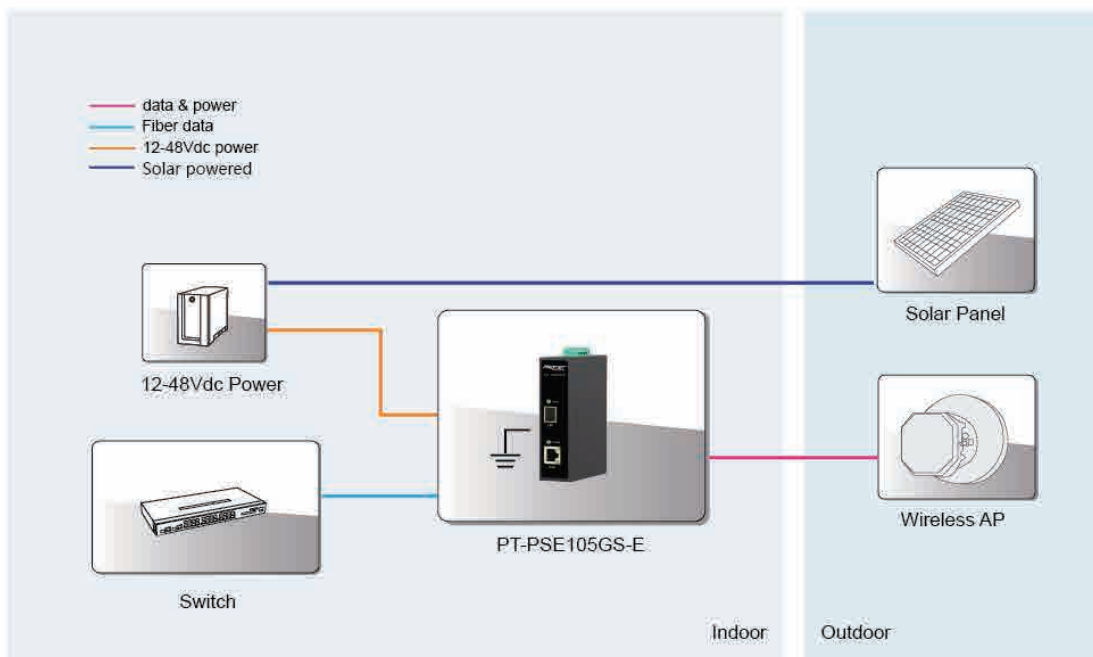 data & power
Fiber data
12-48Vdc power
Solar powered
Solar Panel
12-48Vdc Power
Wireless AP
PT-PSE105GS-E
Switch
Indoor
Outdoor